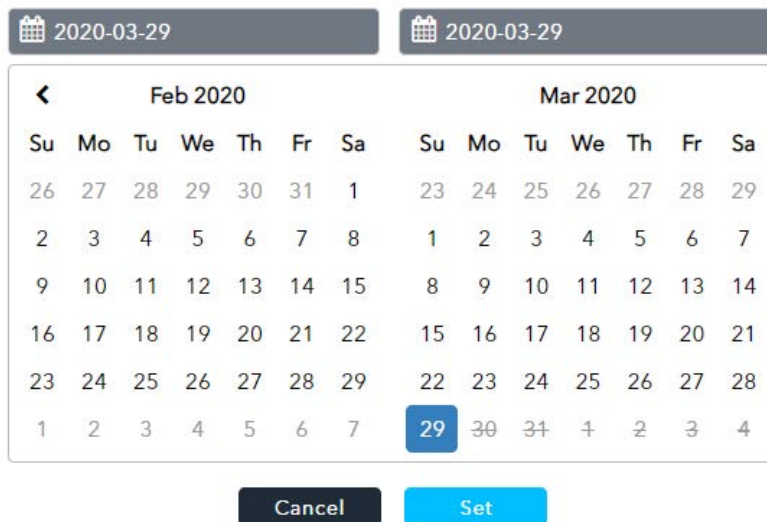 2020-03-29 2020-03-29
Feb 2020 Mar 2020
Su Mo Tu We Th Fr Sa Su Mo Tu We Th Fr Sa
26 27 28 29 30 31 1 23 24 25 26 27 28 29
2 3 4 5 6 7 8 1 2 3 4 5 6 7
9 10 11 12 13 14 15 8 9 10 11 12 13 14
16 17 18 19 20 21 22 15 16 17 18 19 20 21
23 24 25 26 27 28 29 22 23 24 25 26 27 28
1 2 3 4 5 6 7 29 30 31 1 2 3 4
Cancel Set